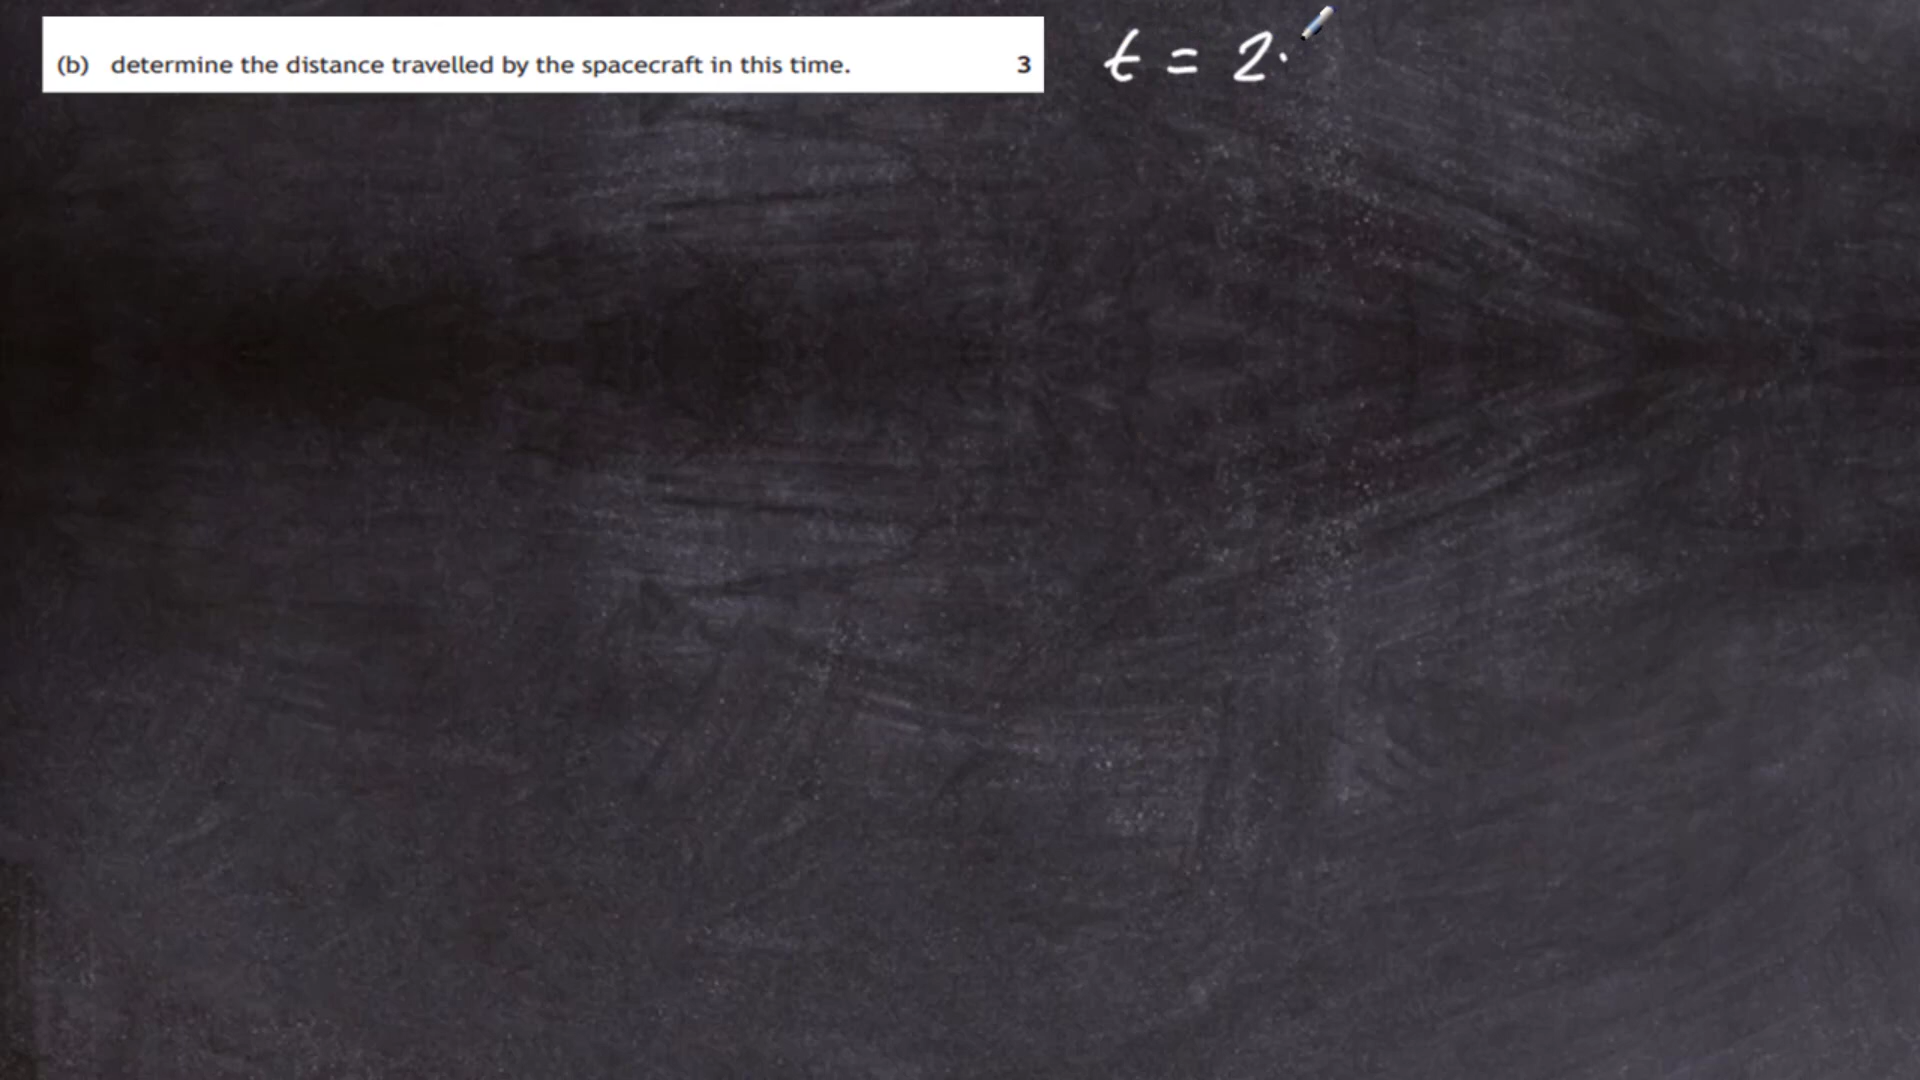 (b) determine the distance travelled by the spacecraft in this time. 3
t = 2.